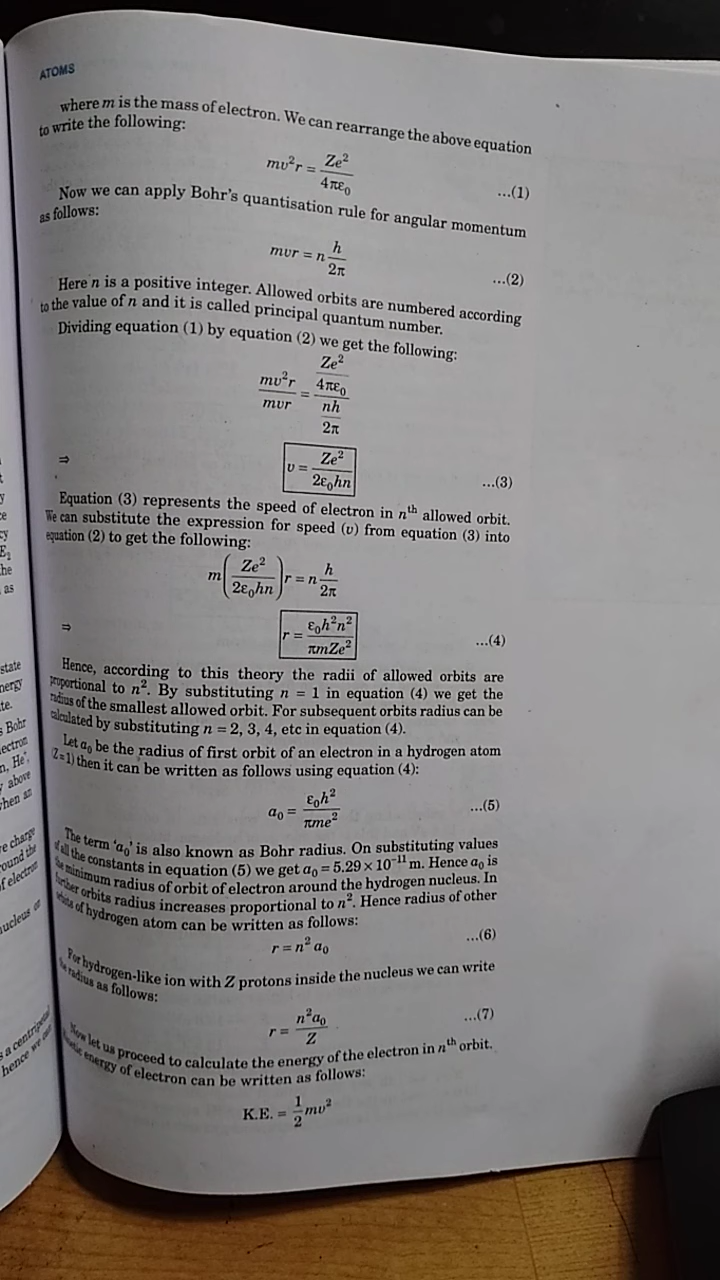 ATOMS
where m is the mass of electron. We can rearrange the above equation
to write the following:
mv²r = Ze² / 4πε₀ ...(1)
Now we can apply Bohr's quantisation rule for angular momentum
as follows:
mvr = n h / 2π ...(2)
Here n is a positive integer. Allowed orbits are numbered according
to the value of n and it is called principal quantum number.
Dividing equation (1) by equation (2) we get the following:
mv²r / mvr = (Ze² / 4πε₀) / (nh / 2π)
⇒ v = Ze² / 2ε₀hn ...(3)
Equation (3) represents the speed of electron in nᵗʰ allowed orbit.
We can substitute the expression for speed (v) from equation (3) into
equation (2) to get the following:
m(Ze² / 2ε₀hn)r = n h / 2π
⇒ r = ε₀h²n² / πmZe² ...(4)
Hence, according to this theory the radii of allowed orbits are
proportional to n². By substituting n = 1 in equation (4) we get the
radius of the smallest allowed orbit. For subsequent orbits radius can be
calculated by substituting n = 2, 3, 4, etc in equation (4).
Let a₀ be the radius of first orbit of an electron in a hydrogen atom
(Z=1) then it can be written as follows using equation (4):
a₀ = ε₀h² / πme² ...(5)
The term 'a₀' is also known as Bohr radius. On substituting values
of all the constants in equation (5) we get a₀ = 5.29 × 10⁻¹¹ m. Hence a₀ is
the minimum radius of orbit of electron around the hydrogen nucleus. In
further orbits radius increases proportional to n². Hence radius of other
orbits of hydrogen atom can be written as follows:
r = n² a₀ ...(6)
For hydrogen-like ion with Z protons inside the nucleus we can write
the radius as follows:
r = n²a₀ / Z ...(7)
Now let us proceed to calculate the energy of the electron in nᵗʰ orbit.
Kinetic energy of electron can be written as follows:
K.E. = 1/2 mv²
E₂
as
state
Bohr
above
nucleus
hence we can